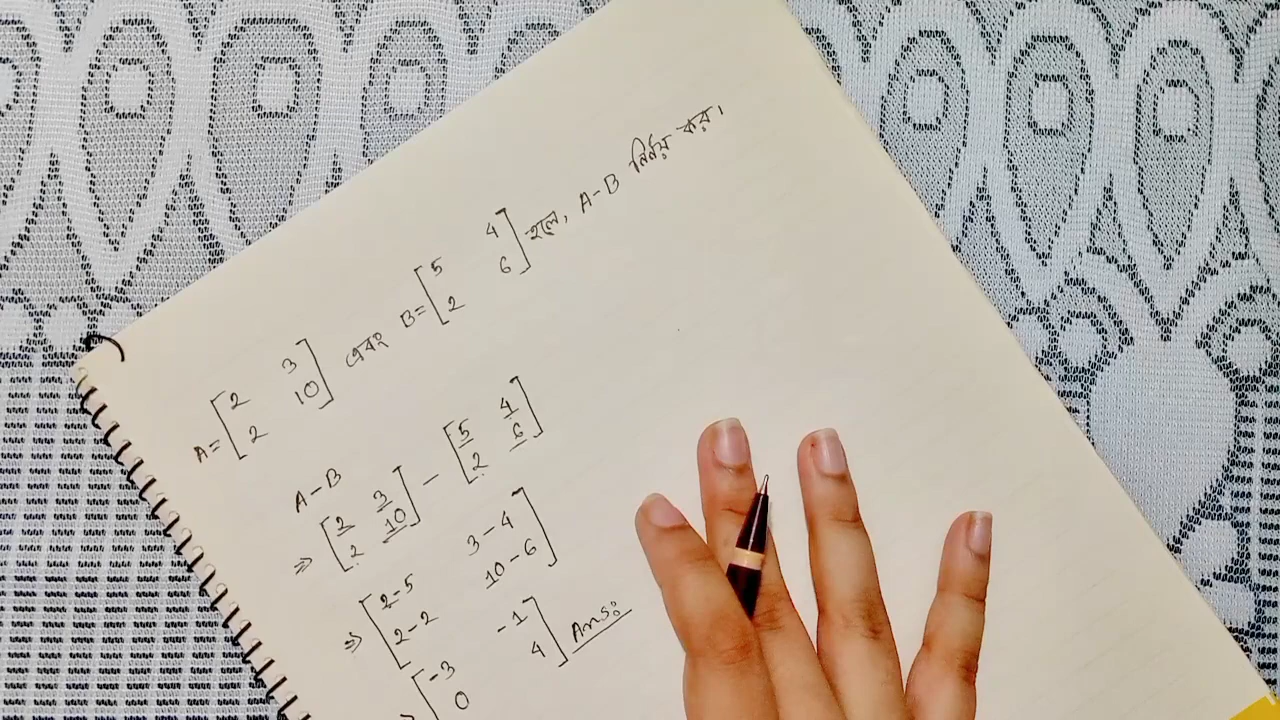 A = [2 3
2 10] এবং B = [5 4
2 6] হলে, A-B নির্ণয় কর।
A-B
⇒ [2 3
2 10] - [5 4
2 6]
⇒ [2-5 3-4
2-2 10-6]
⇒ [-3 -1
0 4] Ans: